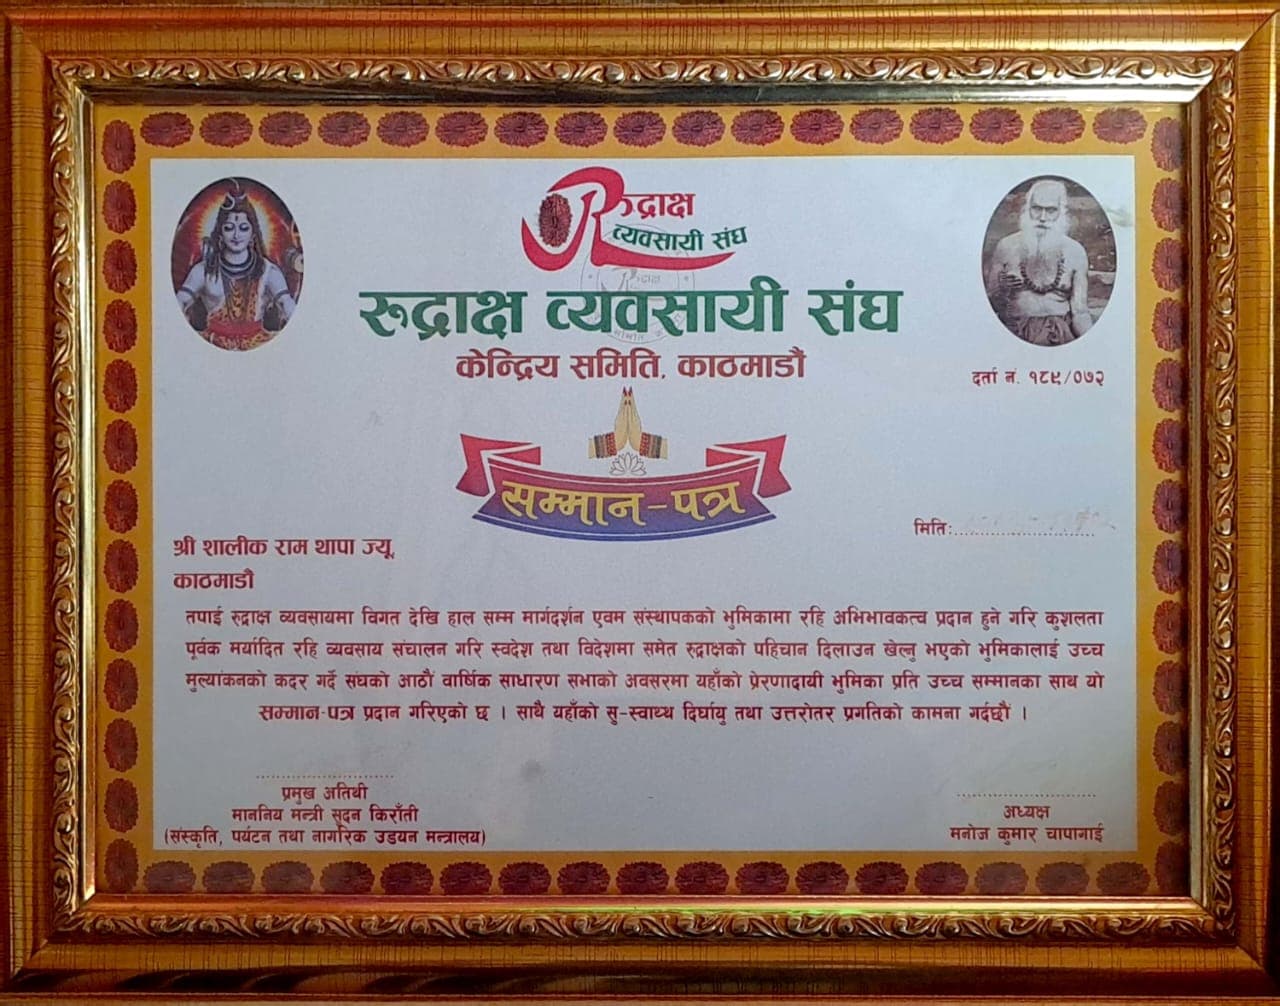 रुद्राक्ष
व्यवसायी संघ
रुद्राक्ष व्यवसायी संघ
केन्द्रिय समिति, काठमाडौं
दर्ता नं. १८९/०७२
सम्मान-पत्र
मिति:
श्री शालीक राम थापा ज्यू,
काठमाडौं
तपाई रुद्राक्ष व्यवसायमा विगत देखि हाल सम्म मार्गदर्शन एवम संस्थापकको भुमिकामा रहि अभिभावकत्व प्रदान हुने गरि कुशलता
पूर्वक मर्यादित रहि व्यवसाय संचालन गरि स्वदेश तथा विदेशमा समेत रुद्राक्षको पहिचान दिलाउन खेल्नु भएको भुमिकालाई उच्च
मुल्यांकनको कदर गर्दै संघको आठौं वार्षिक साधारण सभाको अवसरमा यहाँको प्रेरणादायी भुमिका प्रति उच्च सम्मानका साथ यो
सम्मान-पत्र प्रदान गरिएको छ । साथै यहाँको सु-स्वाथ्थ दिर्घायु तथा उत्तरोतर प्रगतिको कामना गर्दछौं ।
प्रमुख अतिथी
माननिय मन्त्री सुदन किराँती
(संस्कृति, पर्यटन तथा नागरिक उडयन मन्त्रालय)
अध्यक्ष
मनोज कुमार चापागाई